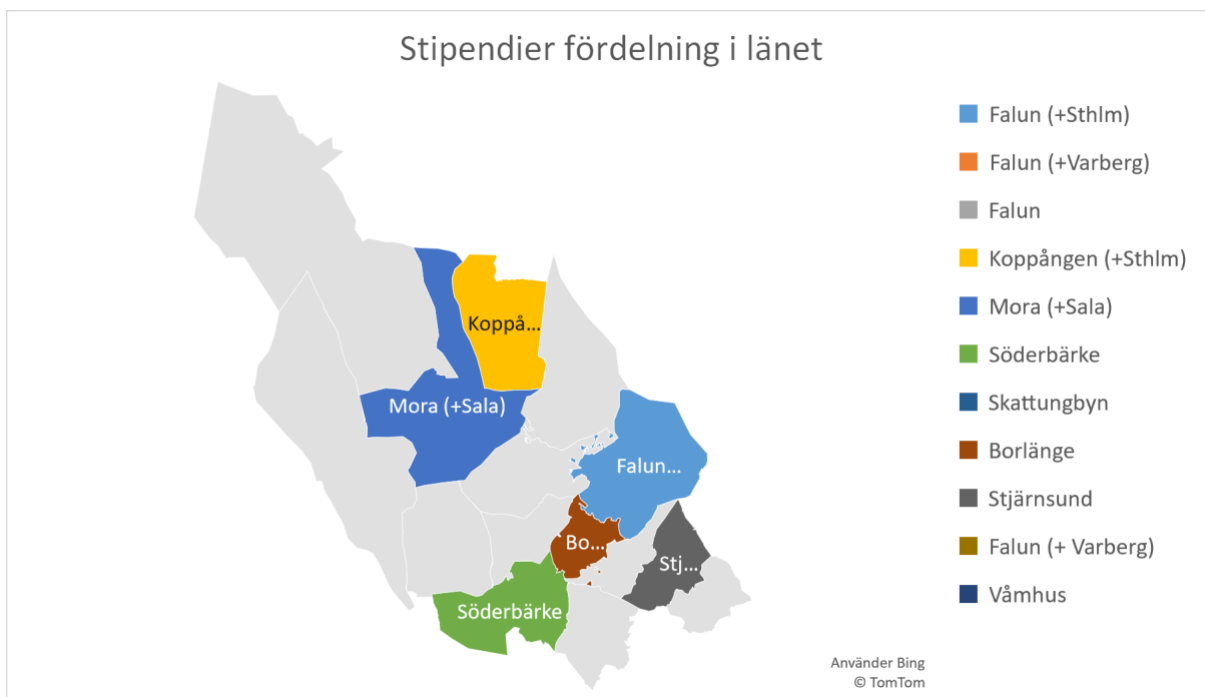 Stipendier fördelning i länet
Falun (+Sthlm)
Falun (+Varberg)
Falun
Koppången (+Sthlm)
Mora (+Sala)
Söderbärke
Skattungbyn
Borlänge
Stjärnsund
Falun (+ Varberg)
Våmhus
Koppå...
Mora (+Sala)
Falun...
Bo...
Stj...
Söderbärke
Använder Bing
© TomTom